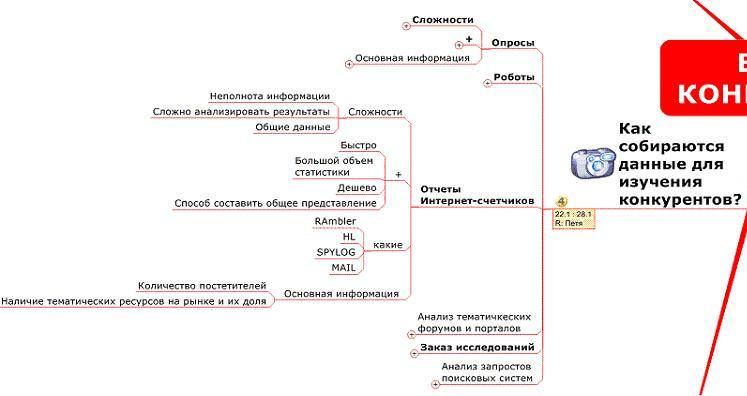 Сложности
+
Основная информация
Опросы
Роботы
Неполнота информации
Сложно анализировать результаты
Общие данные
Сложности
Быстро
Большой объем
статистики
Дешево
Способ составить общее представление
+
RAmbler
HL
SPYLOG
MAIL
какие
Количество постетителей
Наличие тематических ресурсов на рынке и их доля
Основная информация
Отчеты
Интернет-счетчиков
Анализ тематичкеских
форумов и порталов
Заказ исследований
Анализ запростов
поисковых систем
4
22.1 : 28.1
R: Петя
Как
собираются
данные для
изучения
конкурентов?
КОН